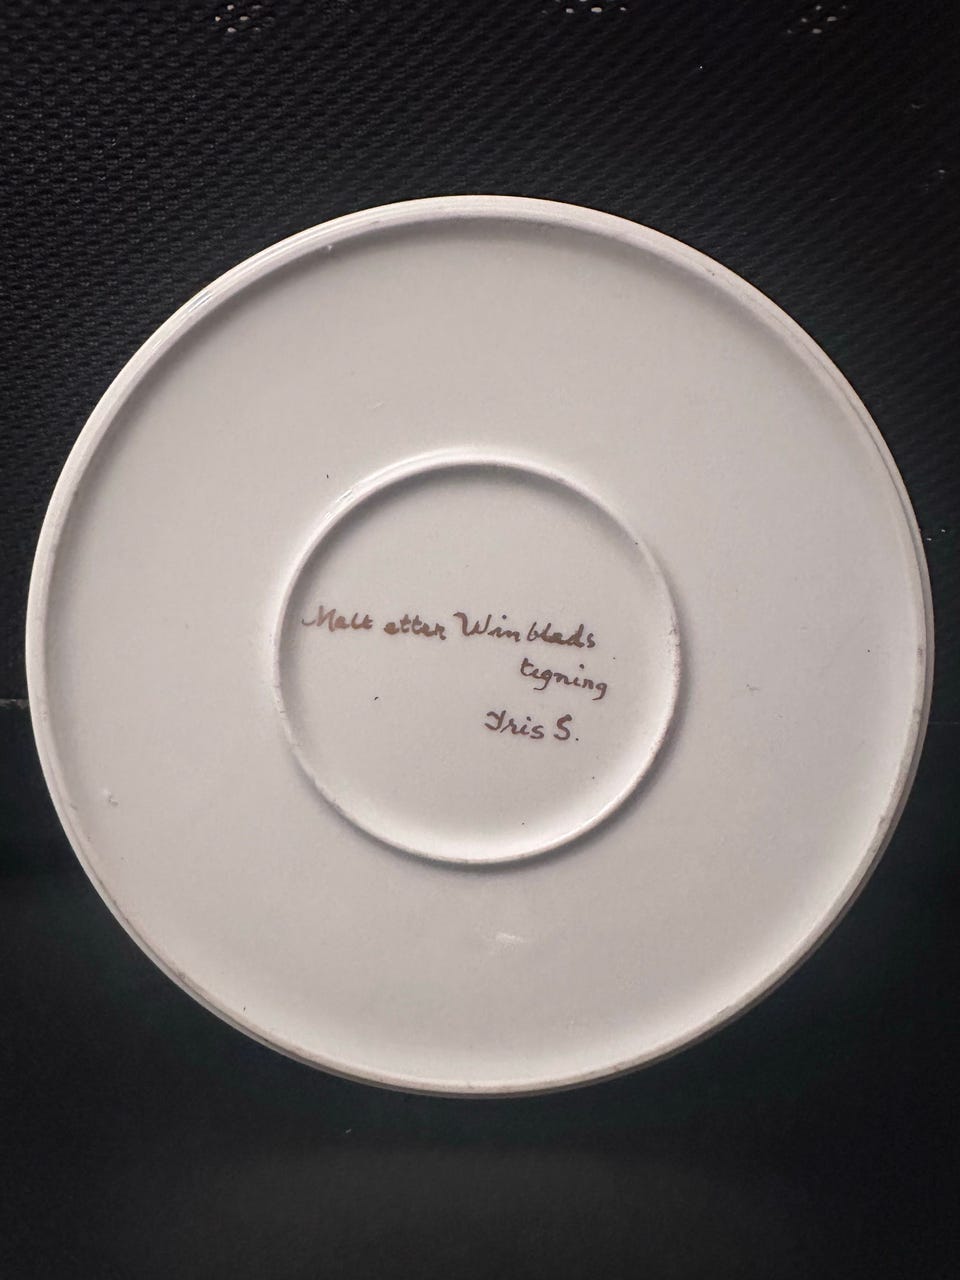 Malt etter Winblads
tegning
Iris S.